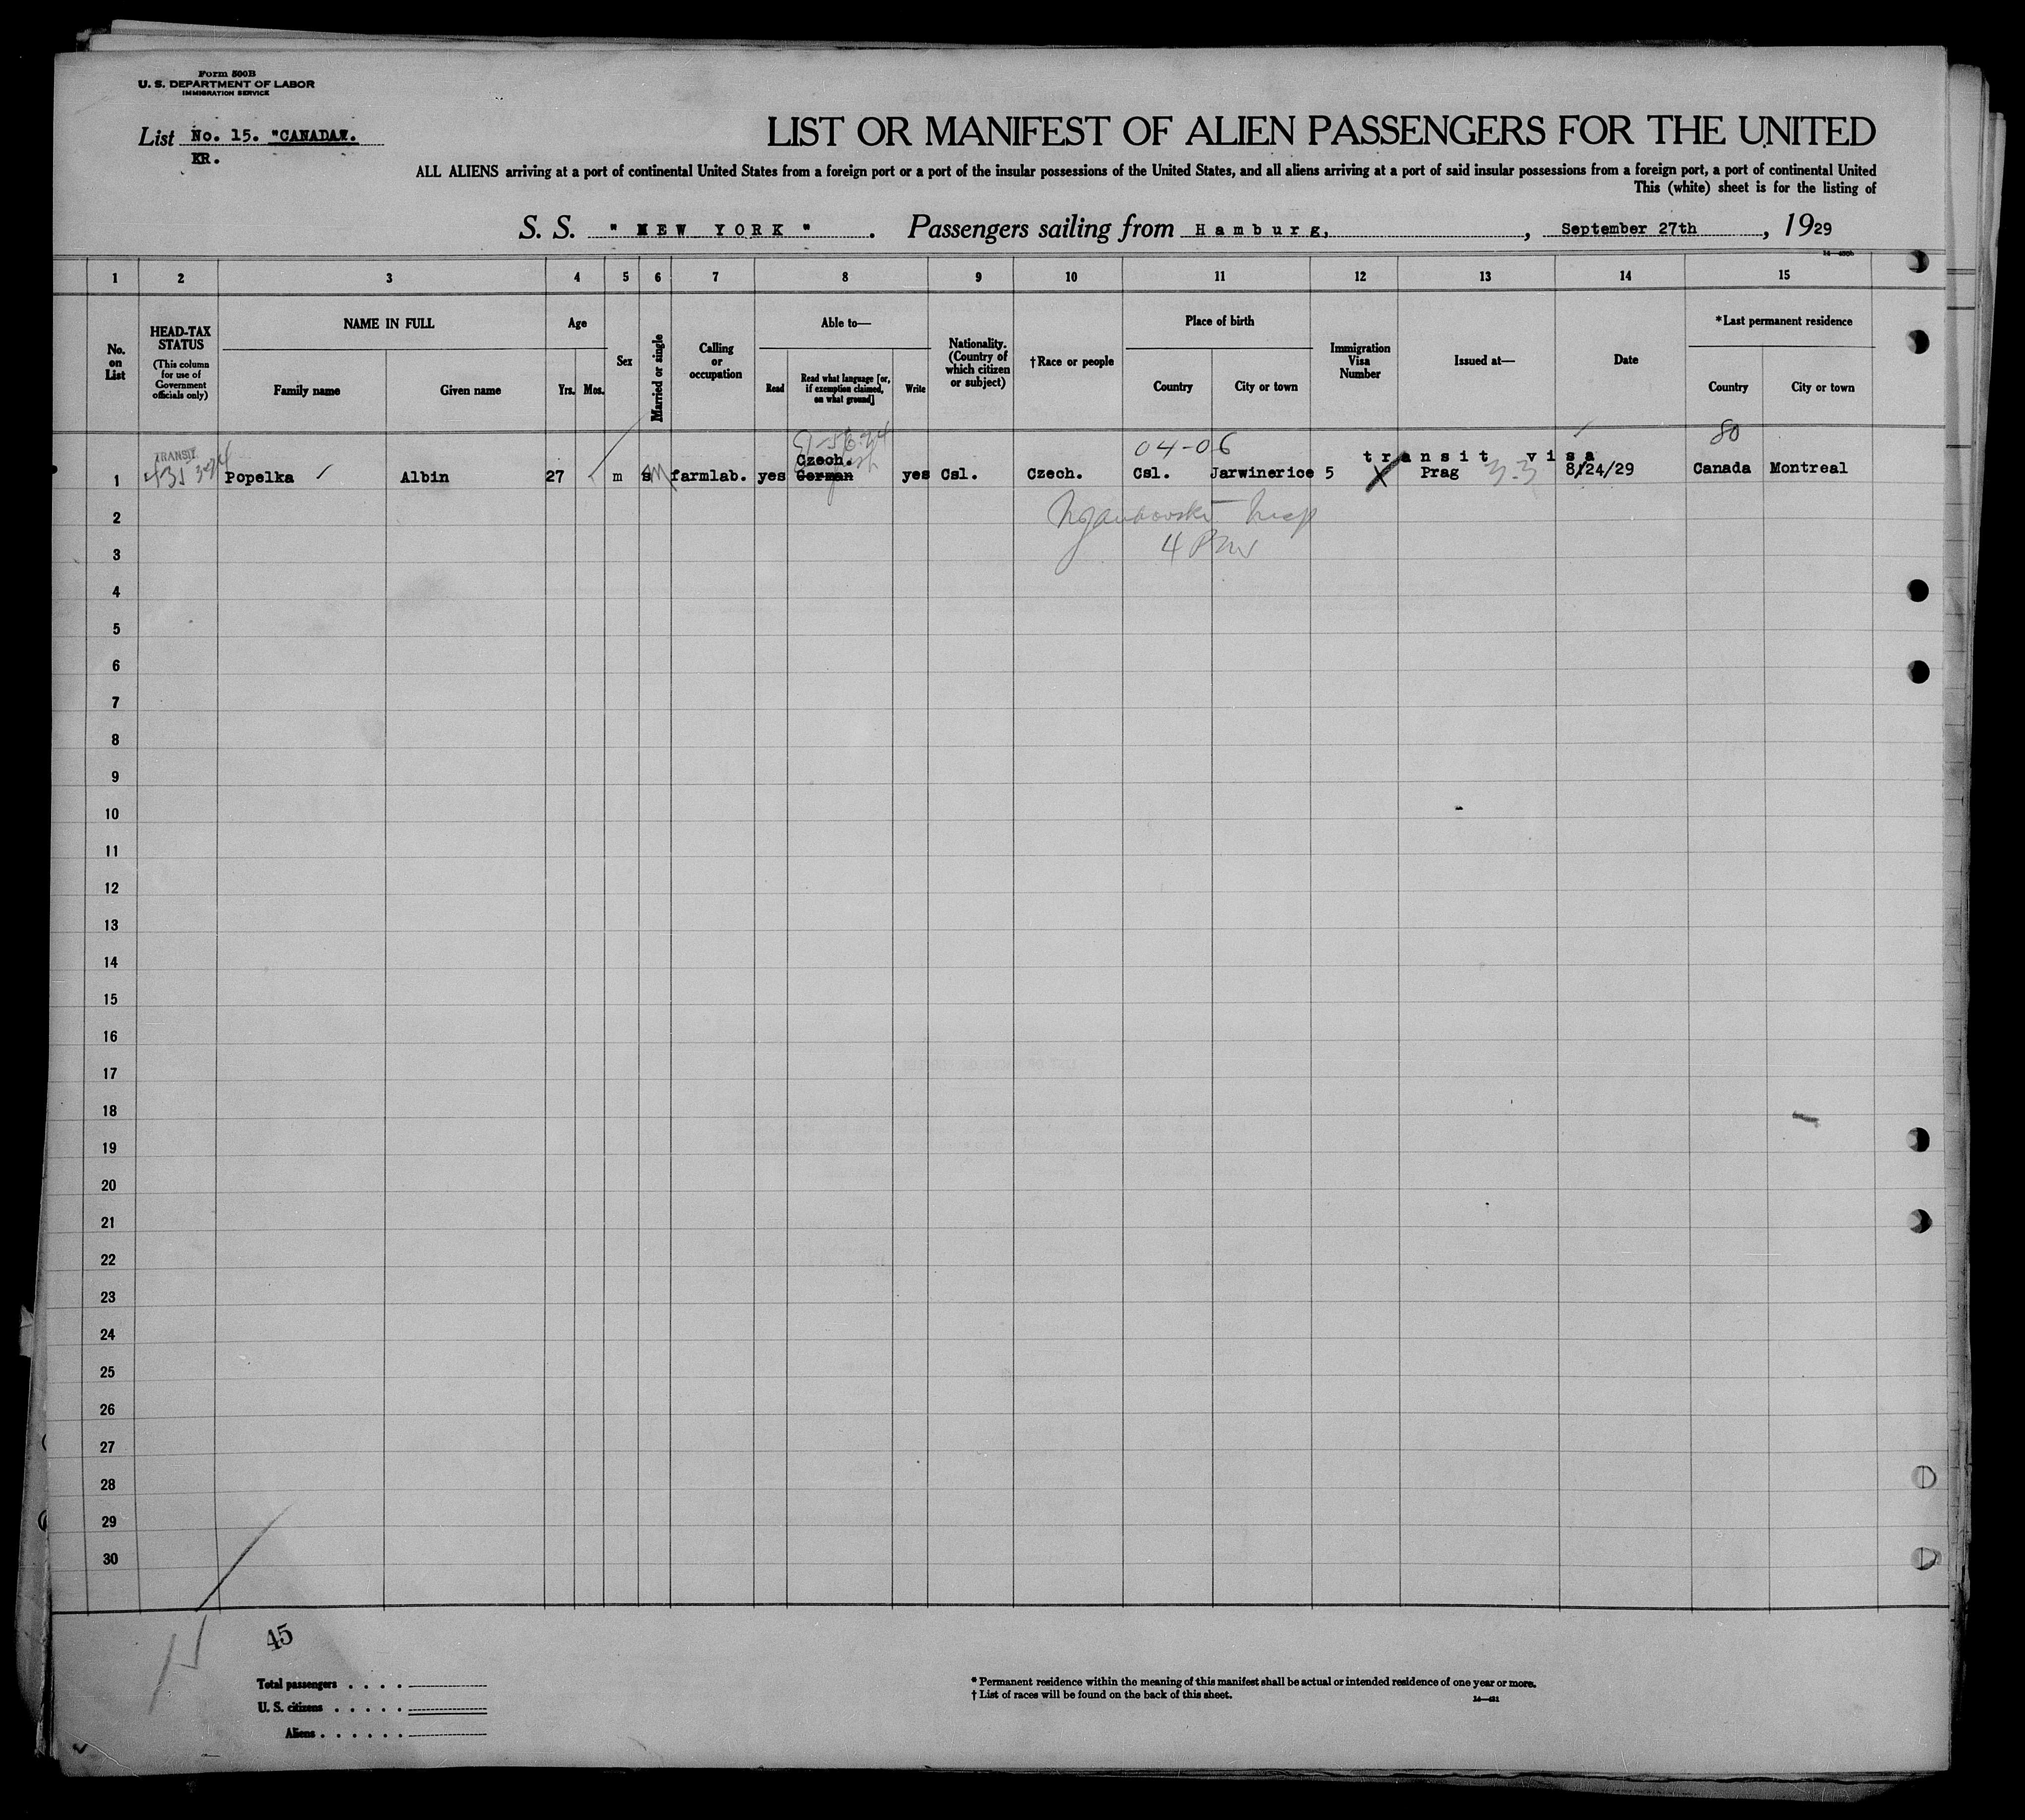 Form 500B
U. S. DEPARTMENT OF LABOR
IMMIGRATION SERVICE
List No. 15. "CANADA".
KR.
LIST OR MANIFEST OF ALIEN PASSENGERS FOR THE UNITED
ALL ALIENS arriving at a port of continental United States from a foreign port or a port of the insular possessions of the United States, and all aliens arriving at a port of said insular possessions from a foreign port, a port of continental United
This (white) sheet is for the listing of
S. S. " NEW YORK " . Passengers sailing from Hamburg, , September 27th , 1929
1 2 3 4 5 6 7 8 9 10 11 12 13 14 15
No. on List
HEAD-TAX STATUS
(This column for use of Government officials only)
NAME IN FULL
Family name Given name
Age
Yrs. Mos.
Sex
Married or single
Calling or occupation
Able to—
Read
Read what language [or, if exemption claimed, on what ground]
Write
Nationality. (Country of which citizen or subject)
†Race or people
Place of birth
Country City or town
Immigration Visa Number
Issued at—
Date
*Last permanent residence
Country City or town
04-06 80
TRANSIT Czech. transit visa
1 Popelka Albin 27 m s farmlab. yes German yes Csl. Czech. Csl. Jarwinerice 5 X Prag 3-3 8/24/29 Canada Montreal
2
3 4 PM
4
5
6
7
8
9
10
11
12
13
14
15
16
17
18
19
20
21
22
23
24
25
26
27
28
29
30
45
Total passengers . . . .
U. S. citizens . . . . .
Aliens . . . . . .
* Permanent residence within the meaning of this manifest shall be actual or intended residence of one year or more.
† List of races will be found on the back of this sheet.